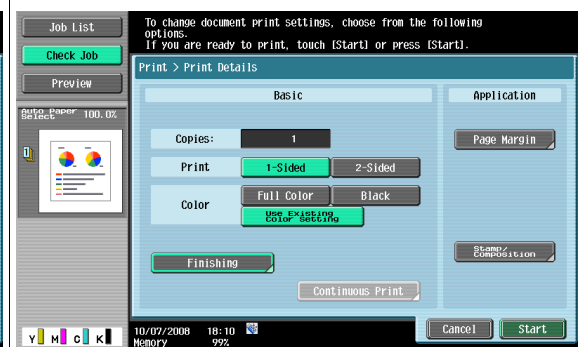 Job List
Check Job
Preview
Auto Paper
Select
100.0%
To change document print settings, choose from the following
options.
If you are ready to print, touch [Start] or press [Start].
Print > Print Details
Basic
Application
Copies:
1
Page Margin
Print
1-Sided
2-Sided
Color
Full Color
Black
Use Existing
Color Setting
Finishing
Stamp/
Composition
Continuous Print
Y M C K
10/07/2008 18:10
Memory 99%
Cancel
Start